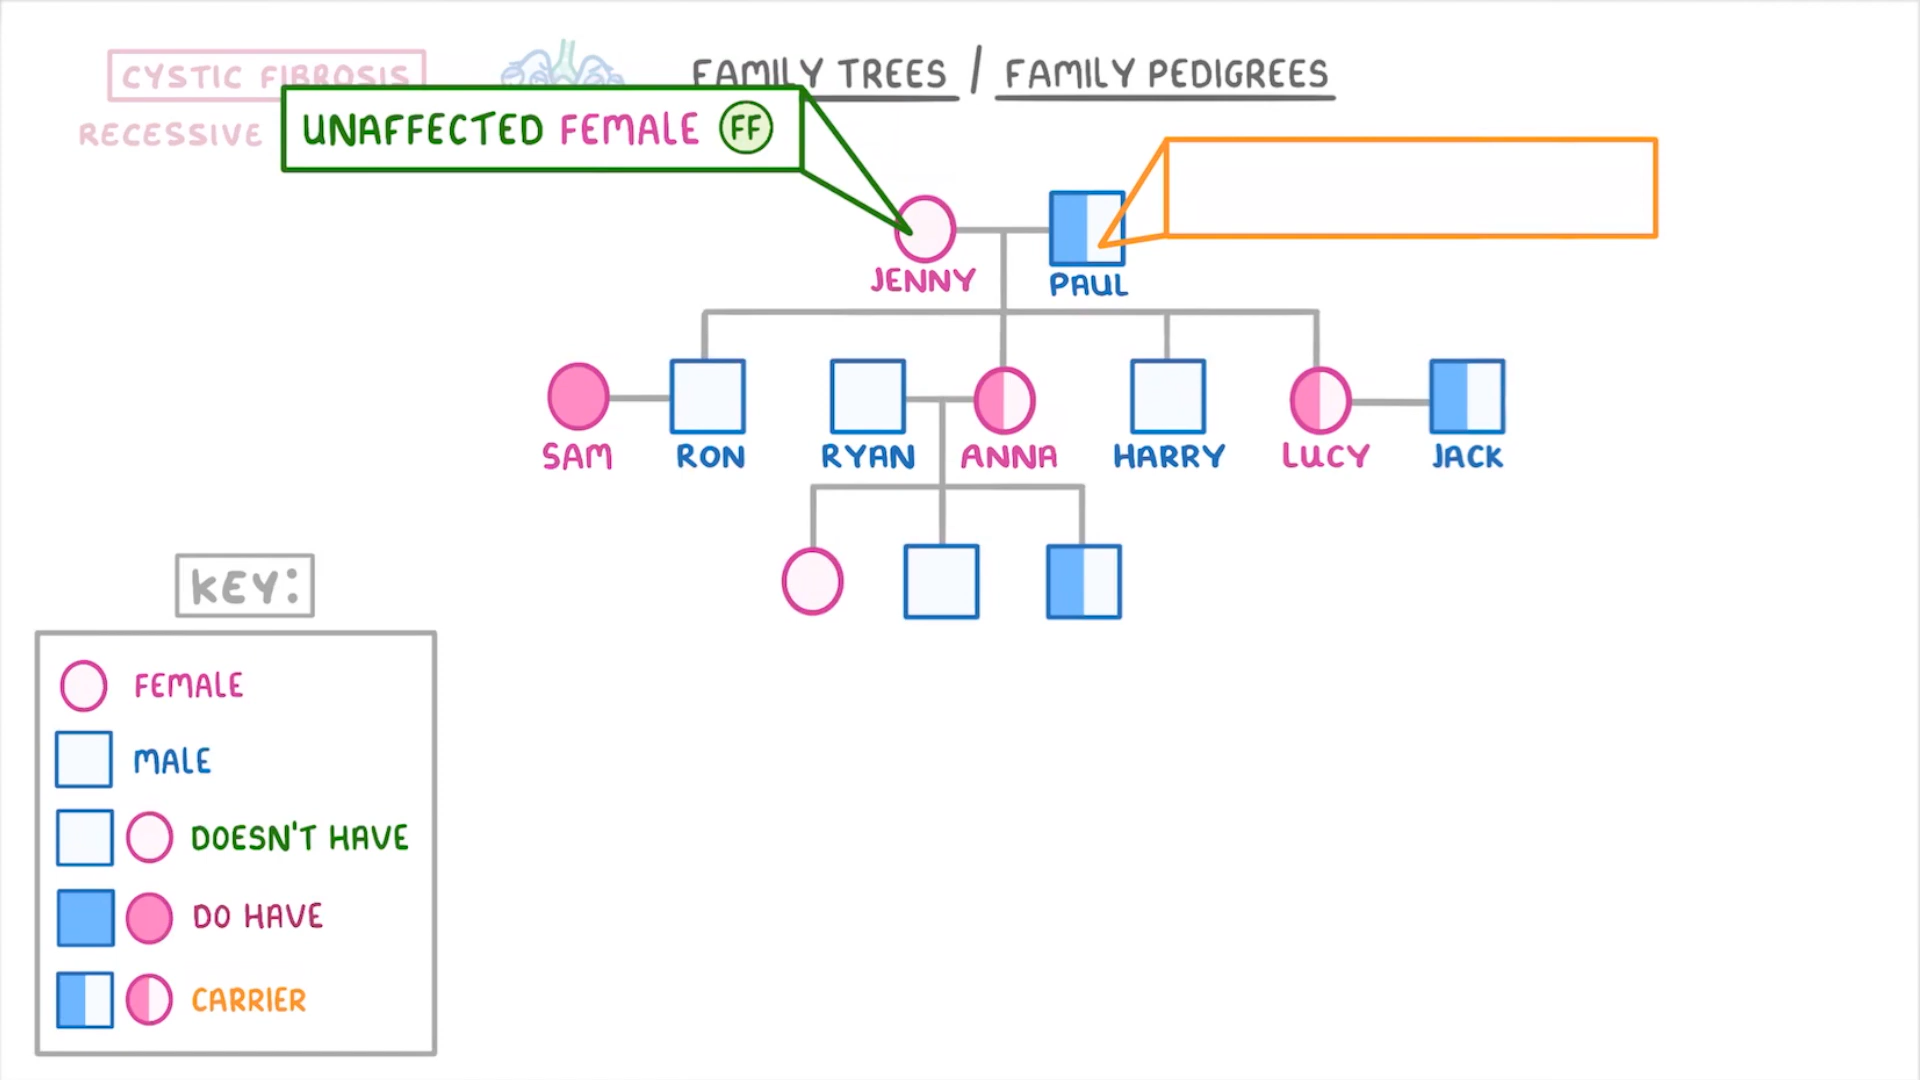 CYSTIC FIBROSIS
FAMILY TREES / FAMILY PEDIGREES
RECESSIVE
UNAFFECTED FEMALE FF
JENNY
PAUL
SAM
RON
RYAN
ANNA
HARRY
LUCY
JACK
KEY:
FEMALE
MALE
DOESN'T HAVE
DO HAVE
CARRIER